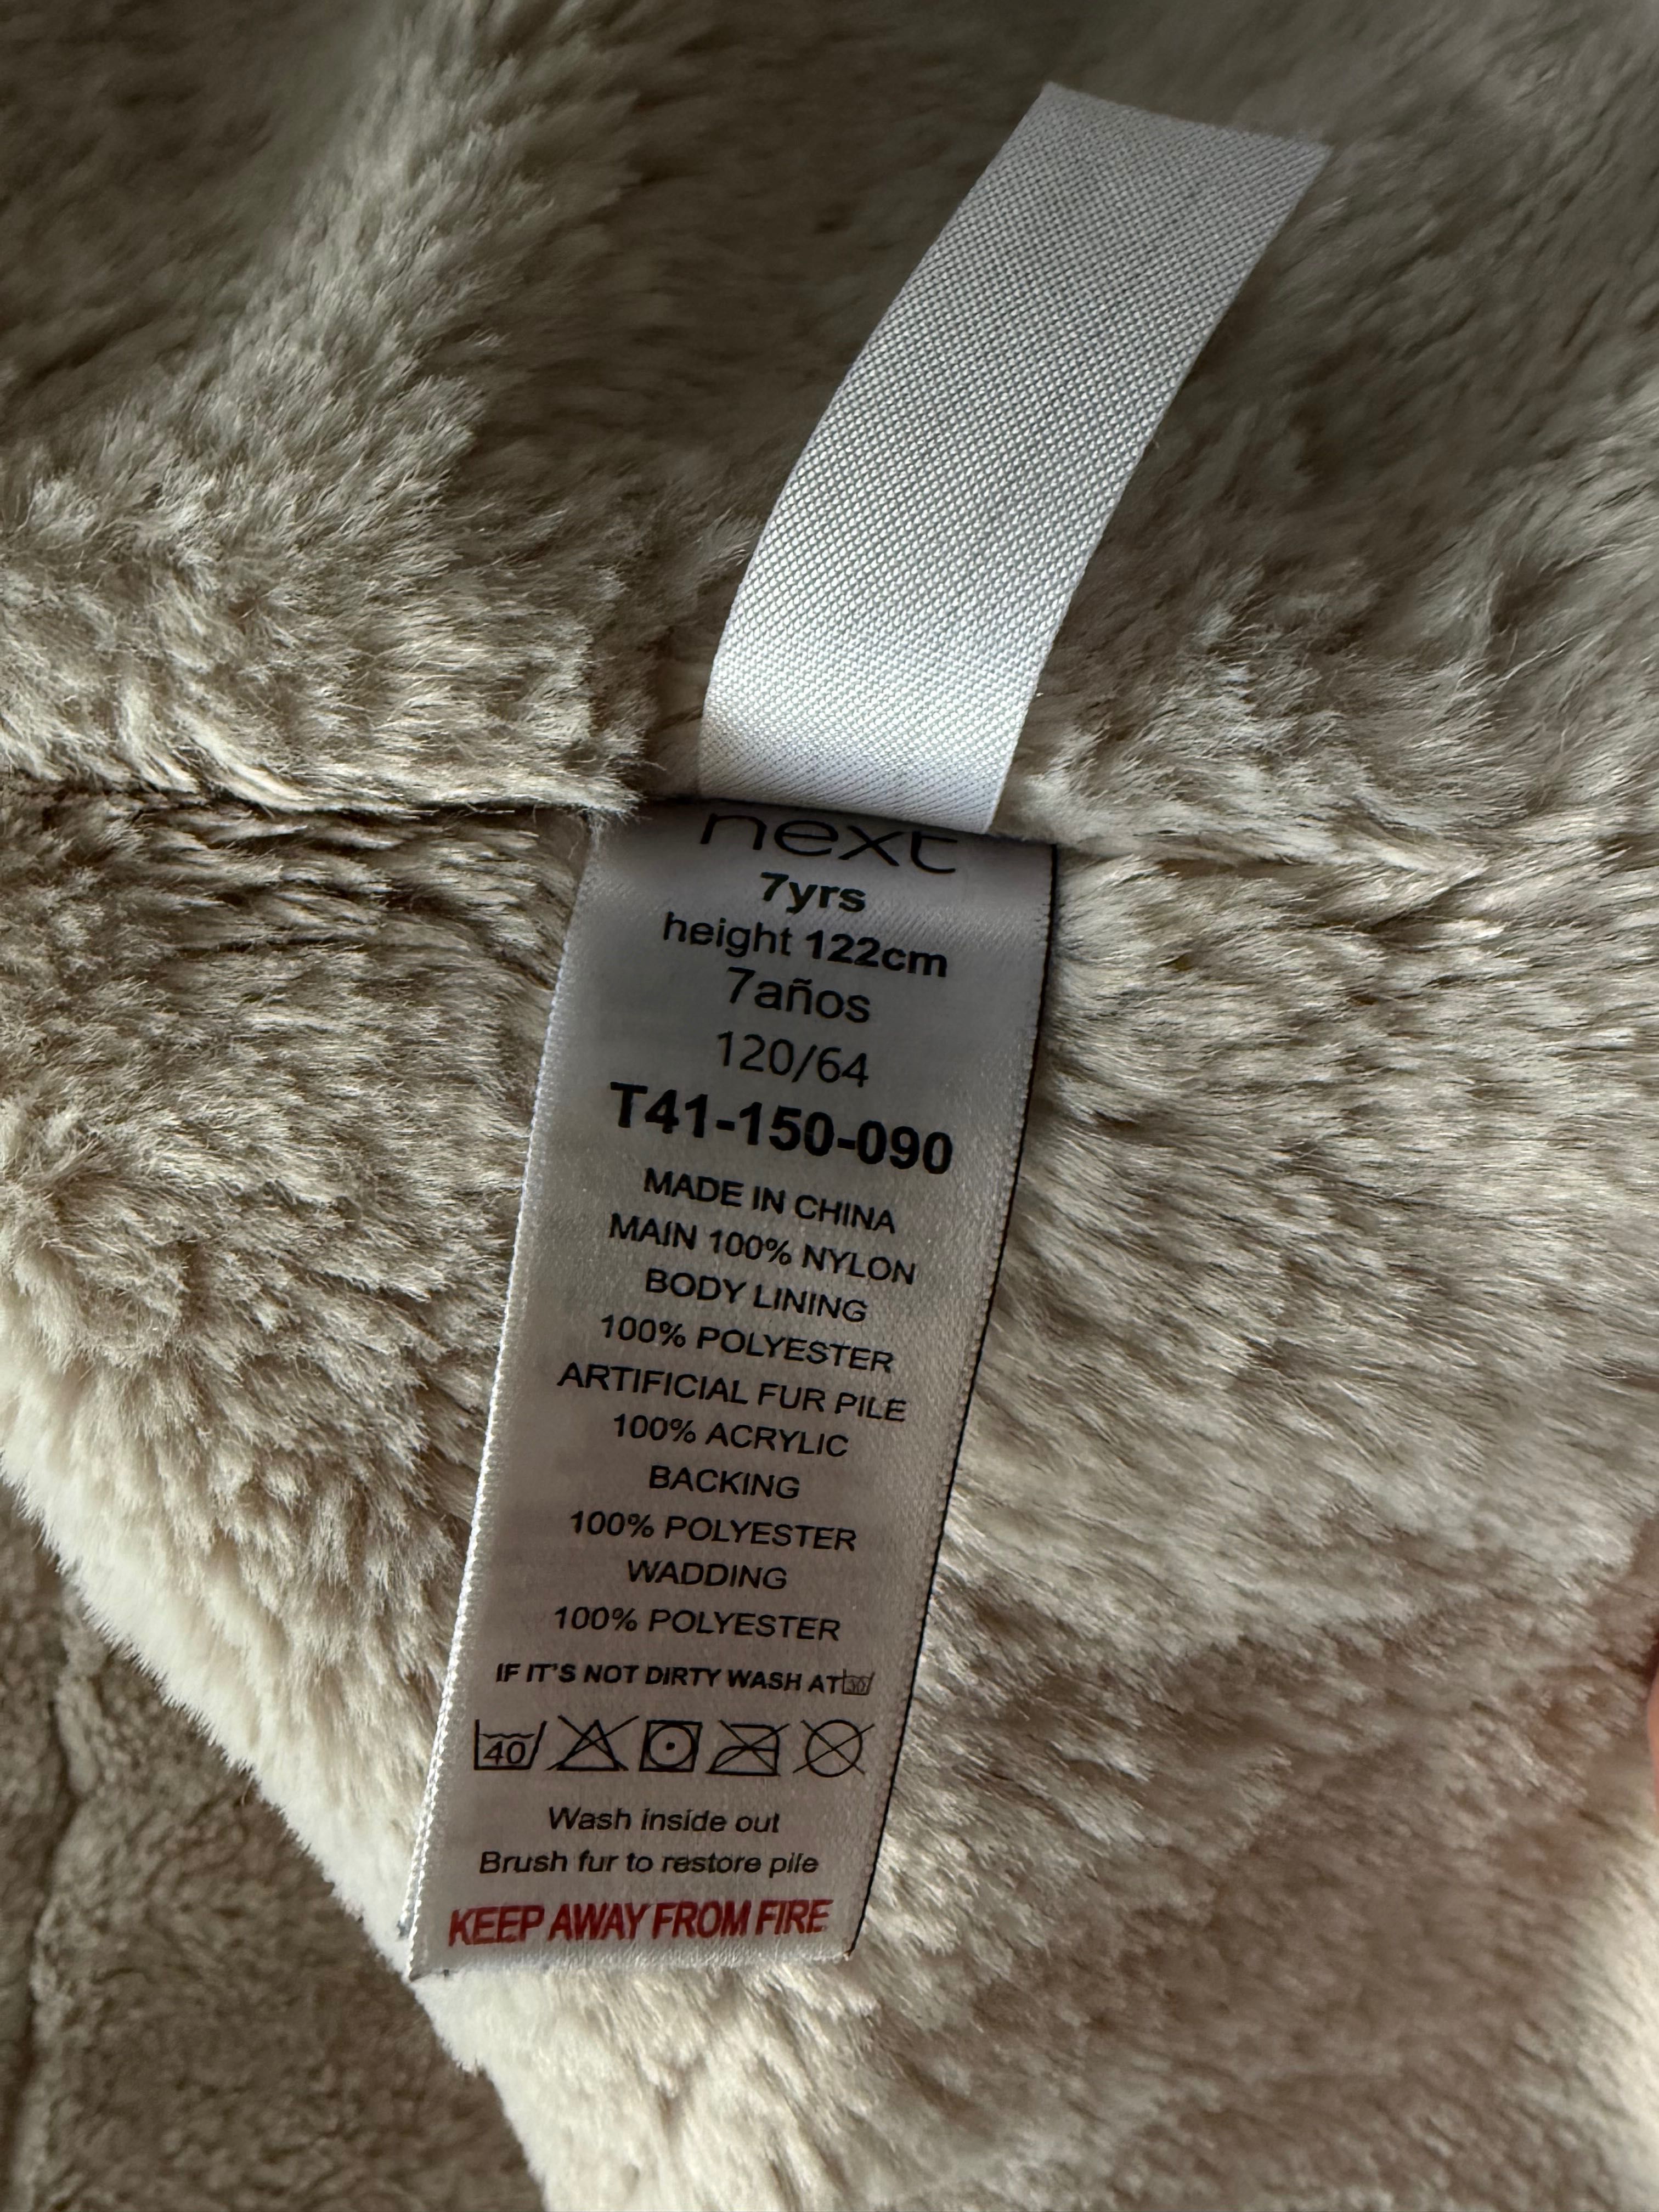 next
7yrs
height 122cm
7años
120/64
T41-150-090
MADE IN CHINA
MAIN 100% NYLON
BODY LINING
100% POLYESTER
ARTIFICIAL FUR PILE
100% ACRYLIC
BACKING
100% POLYESTER
WADDING
100% POLYESTER
IF IT'S NOT DIRTY WASH AT 30
40
Wash inside out
Brush fur to restore pile
KEEP AWAY FROM FIRE